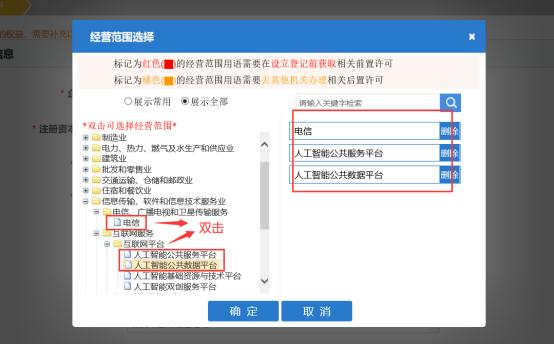 的权益、需要补充以
信息
* 注册资本
经营范围选择
×
标记为红色(■)的经营范围用语需要在设立登记前获取相关前置许可
标记为橘色(■)的经营范围用语需要去其他机关办理相关后置许可
展示常用 展示全部
请输入关键字检索
*双击可选择经营范围*
制造业
电力、热力、燃气及水生产和供应业
建筑业
批发和零售业
交通运输、仓储和邮政业
住宿和餐饮业
信息传输、软件和信息技术服务业
电信、广播电视和卫星传输服务
电信
互联网服务
互联网平台
人工智能公共服务平台
人工智能公共数据平台
人工智能基础资源与技术平台
人工智能双创服务平台
双击
电信 删除
人工智能公共服务平台 删除
人工智能公共数据平台 删除
确 定 取 消